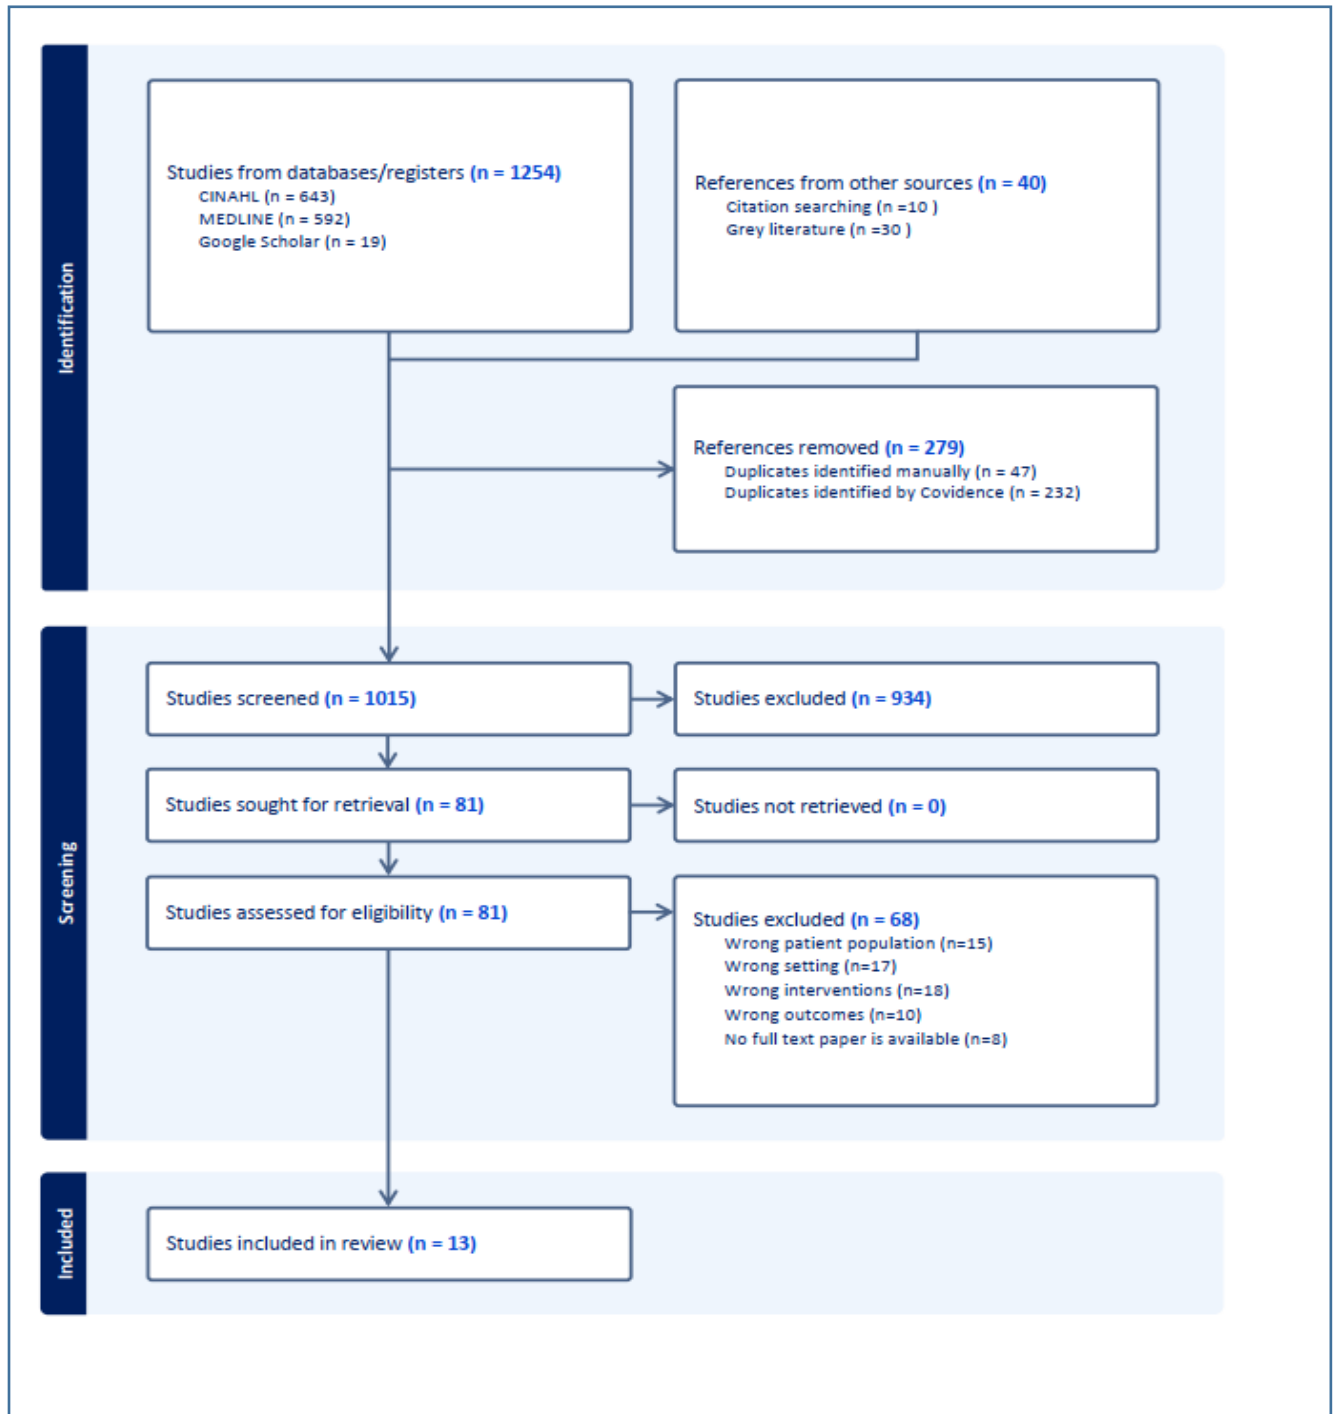 Identification
Studies from databases/registers (n = 1254)
CINAHL (n = 643)
MEDLINE (n = 592)
Google Scholar (n = 19)
References from other sources (n = 40)
Citation searching (n =10 )
Grey literature (n =30 )
References removed (n = 279)
Duplicates identified manually (n = 47)
Duplicates identified by Covidence (n = 232)
Screening
Studies screened (n = 1015)
Studies excluded (n = 934)
Studies sought for retrieval (n = 81)
Studies not retrieved (n = 0)
Studies assessed for eligibility (n = 81)
Studies excluded (n = 68)
Wrong patient population (n=15)
Wrong setting (n=17)
Wrong interventions (n=18)
Wrong outcomes (n=10)
No full text paper is available (n=8)
Included
Studies included in review (n = 13)